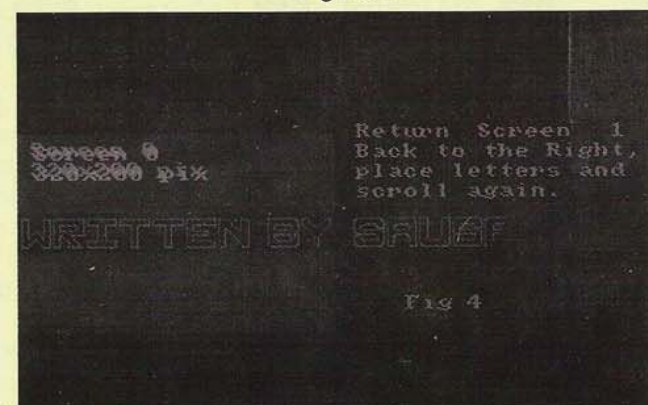 Screen 0
320x200 pix
Return Screen 1
Back to the Right,
place letters and
scroll again.
WRITTEN BY
Fig 4